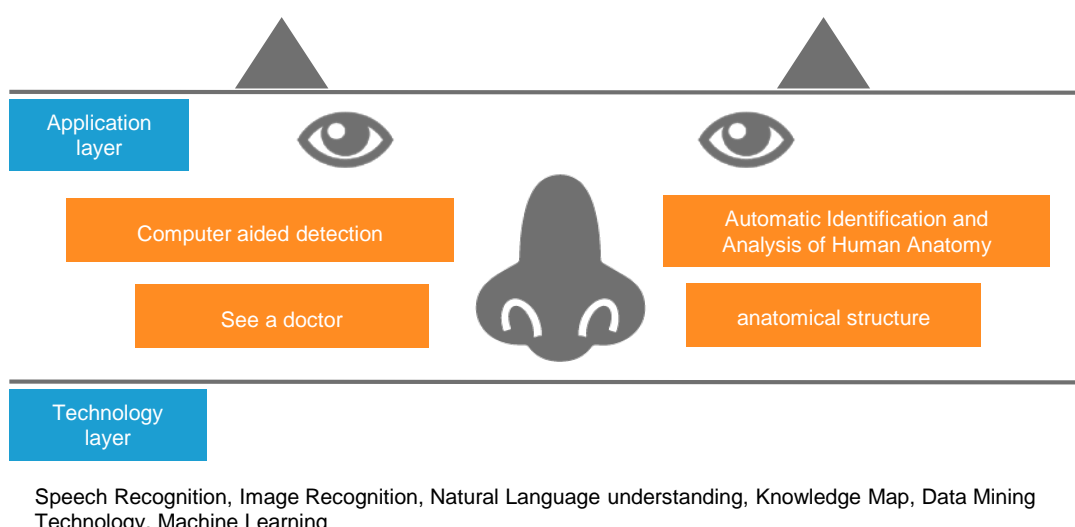 Application
layer
Computer aided detection
Automatic Identification and
Analysis of Human Anatomy
See a doctor
anatomical structure
Technology
layer
Speech Recognition, Image Recognition, Natural Language understanding, Knowledge Map, Data Mining
Technology, Machine Learning